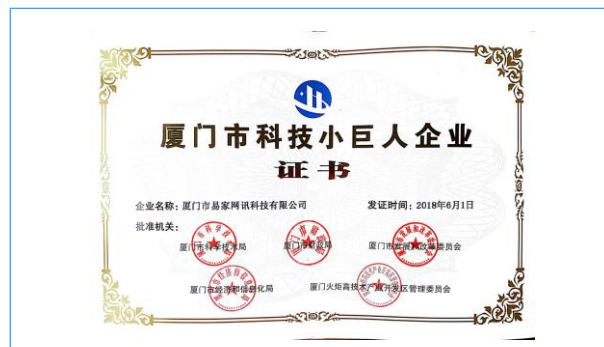 厦门市科技小巨人企业
证书
企业名称：厦门市易家网讯科技有限公司 发证时间：2018年6月1日
批准机关：
厦门市科学技术局 厦门市财政局 厦门市发展和改革委员会
厦门市经济和信息化局 厦门火炬高技术产业开发区管理委员会